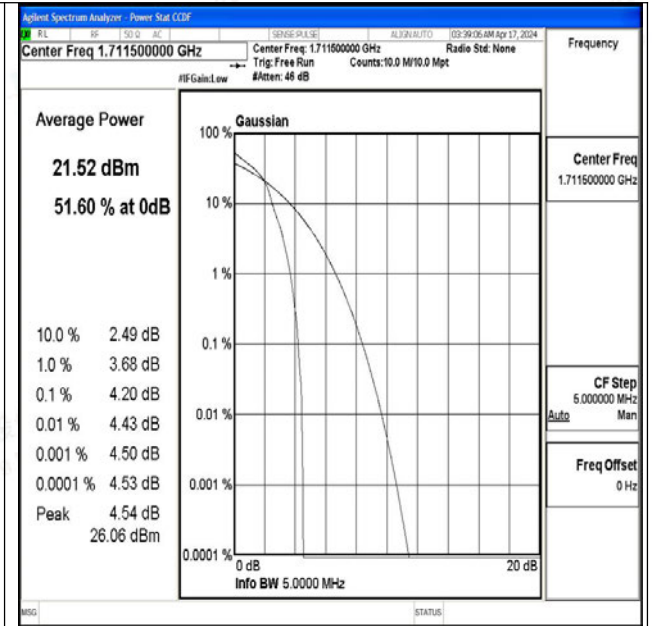 Agilent Spectrum Analyzer - Power Stat CCDF
RL RF 50 Ω AC SENSE:PULSE ALIGN AUTO 03:39:06 AM Apr 17, 2024
Center Freq 1.711500000 GHz
Center Freq: 1.711500000 GHz Radio Std: None
Trig: Free Run Counts:10.0 M/10.0 Mpt
#IFGain:Low #Atten: 46 dB
Frequency
Average Power
21.52 dBm
51.60 % at 0dB
10.0 % 2.49 dB
1.0 % 3.68 dB
0.1 % 4.20 dB
0.01 % 4.43 dB
0.001 % 4.50 dB
0.0001 % 4.53 dB
Peak 4.54 dB
26.06 dBm
Gaussian
100 %
10 %
1 %
0.1 %
0.01 %
0.001 %
0.0001 %
0 dB 20 dB
Info BW 5.0000 MHz
Center Freq
1.711500000 GHz
CF Step
5.000000 MHz
Auto Man
Freq Offset
0 Hz
MSG STATUS